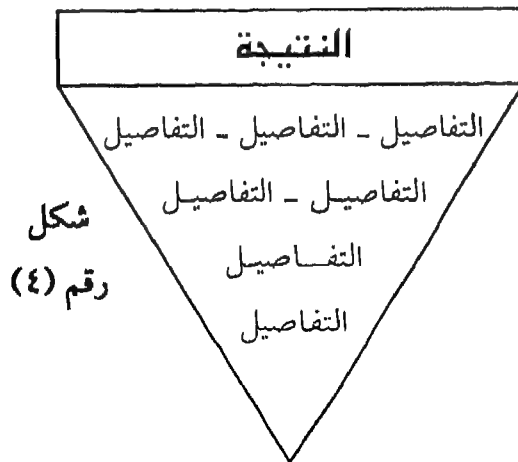 النتيجة
التفاصيل - التفاصيل - التفاصيل
التفاصيل - التفاصيل
التفاصيل
التفاصيل
شكل
رقم (٤)